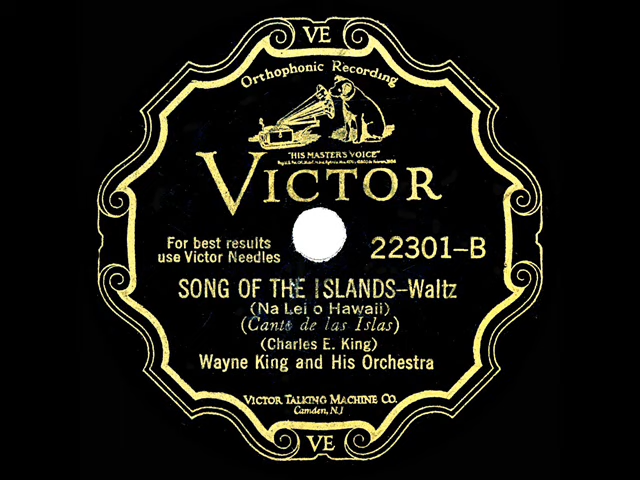 VE
Orthophonic Recording
"HIS MASTER'S VOICE"
VICTOR
For best results
use Victor Needles
22301-B
SONG OF THE ISLANDS-Waltz
(Na Lei o Hawaii)
(Canto de las Islas)
(Charles E. King)
Wayne King and His Orchestra
VICTOR TALKING MACHINE CO.
Camden, N.J.
VE